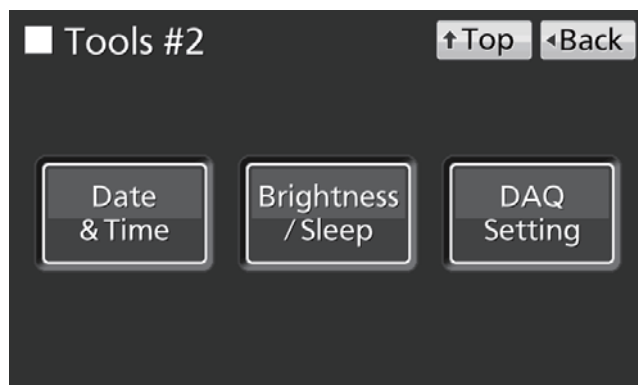 Tools #2
↑Top
◂Back
Date
& Time
Brightness
/ Sleep
DAQ
Setting